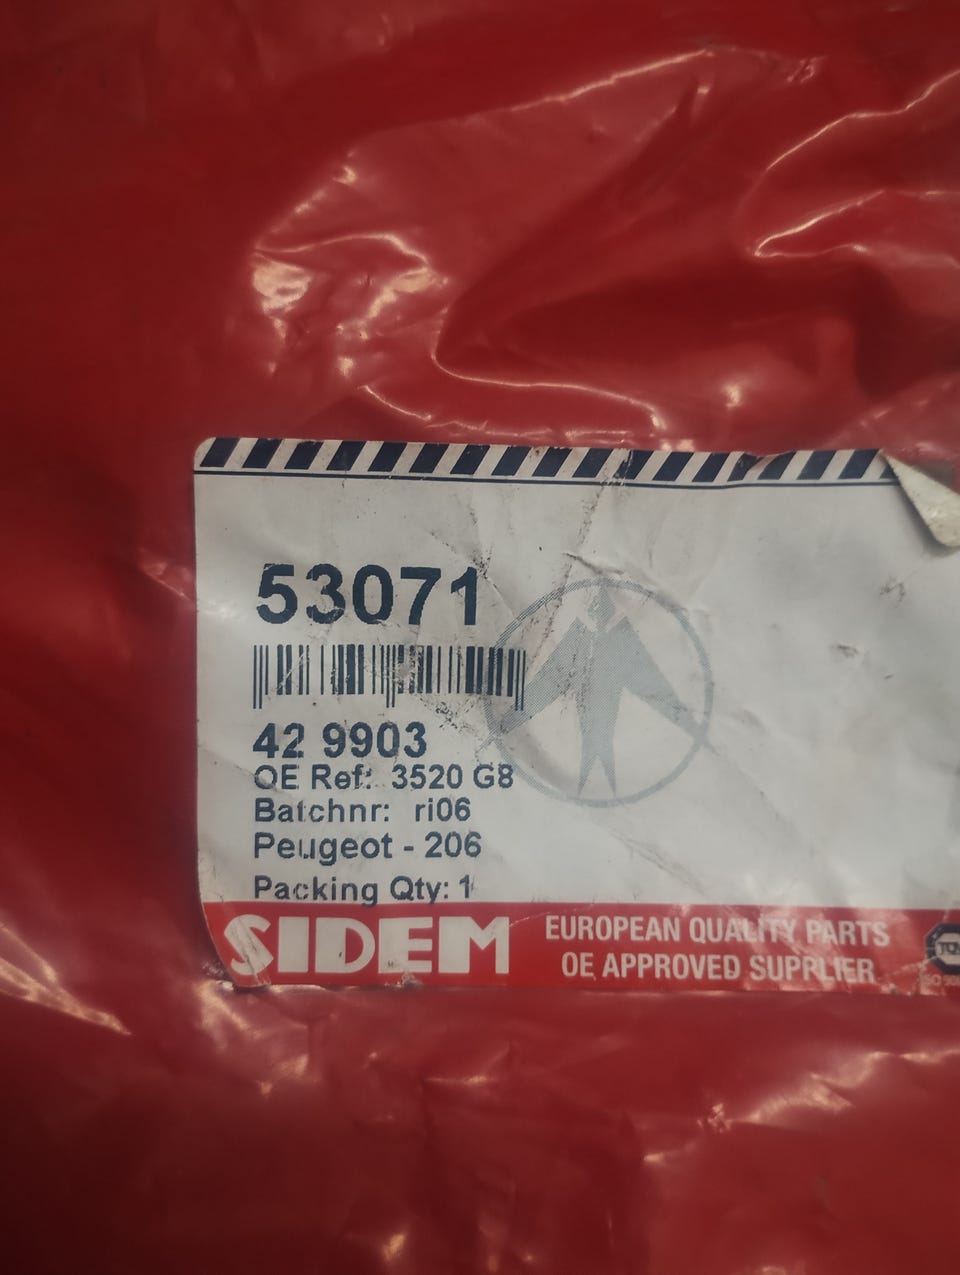 53071
42 9903
OE Ref: 3520 G8
Batchnr: ri06
Peugeot - 206
Packing Qty: 1
SIDEM
EUROPEAN QUALITY PARTS
OE APPROVED SUPPLIER